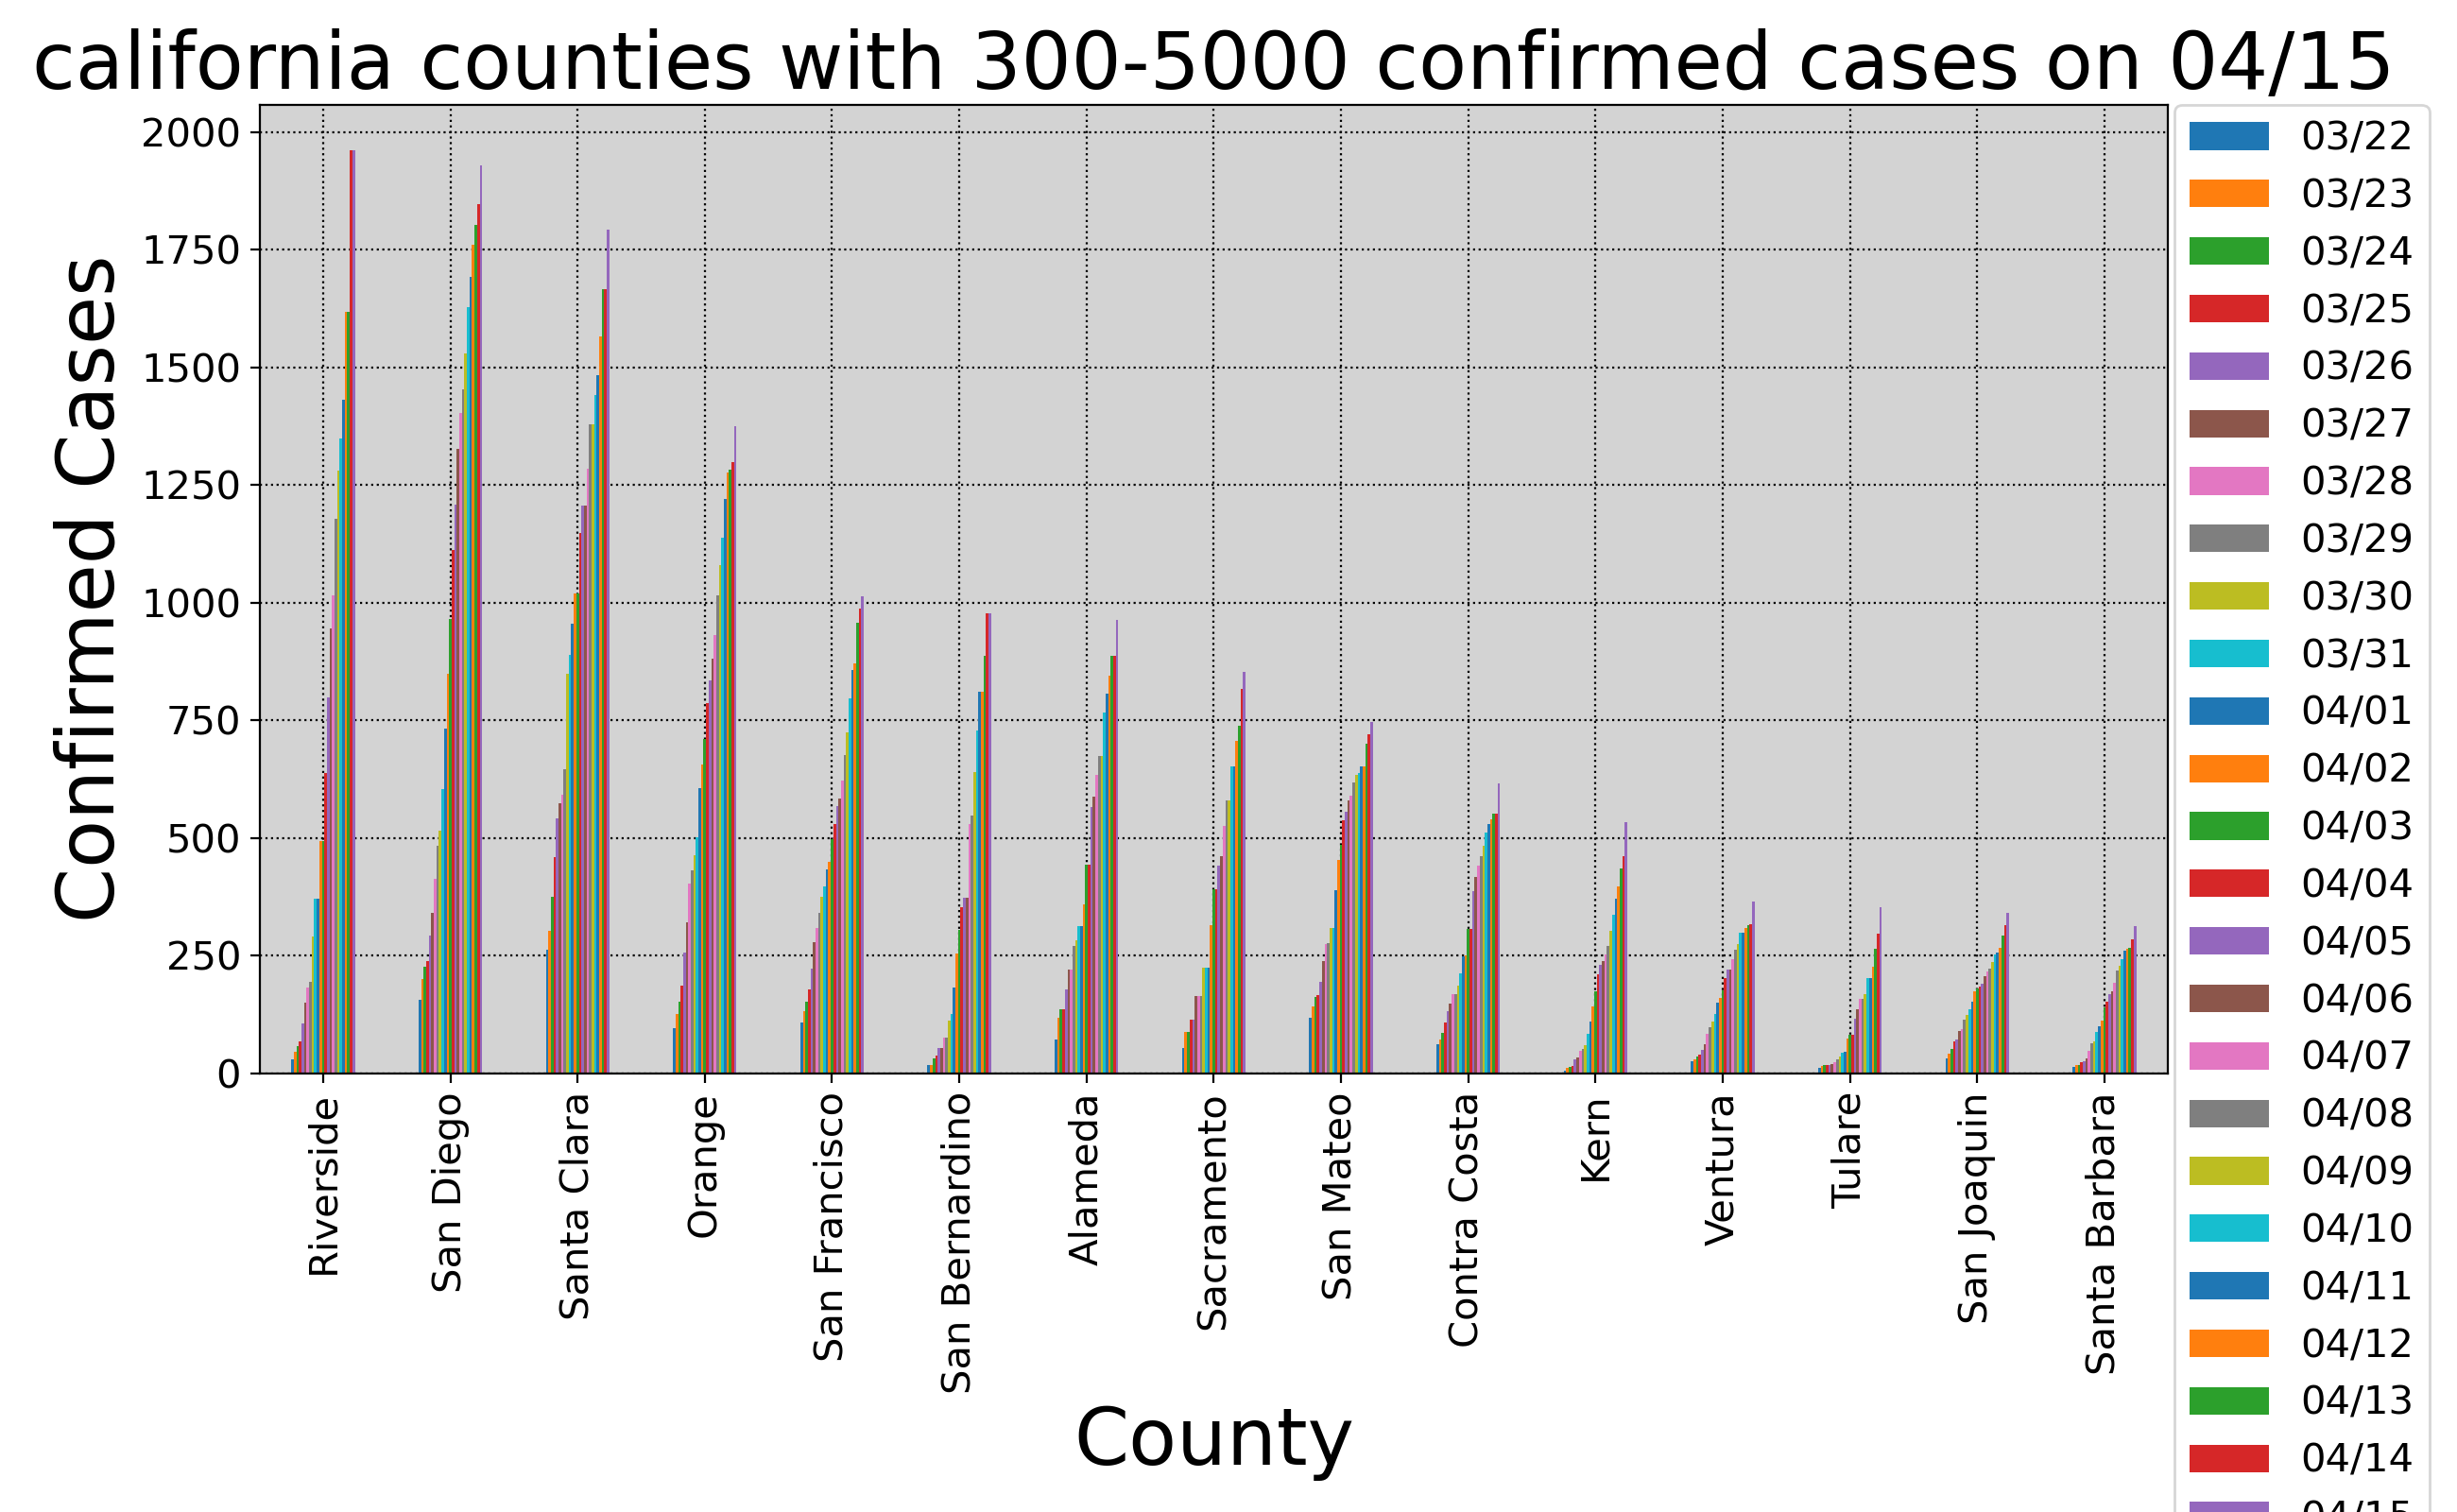 california counties with 300-5000 confirmed cases on 04/15
Confirmed Cases
2000
1750
1500
1250
1000
750
500
250
0
Riverside
San Diego
Santa Clara
Orange
San Francisco
San Bernardino
Alameda
Sacramento
San Mateo
Contra Costa
Kern
Ventura
Tulare
San Joaquin
Santa Barbara
County
03/22
03/23
03/24
03/25
03/26
03/27
03/28
03/29
03/30
03/31
04/01
04/02
04/03
04/04
04/05
04/06
04/07
04/08
04/09
04/10
04/11
04/12
04/13
04/14
04/15